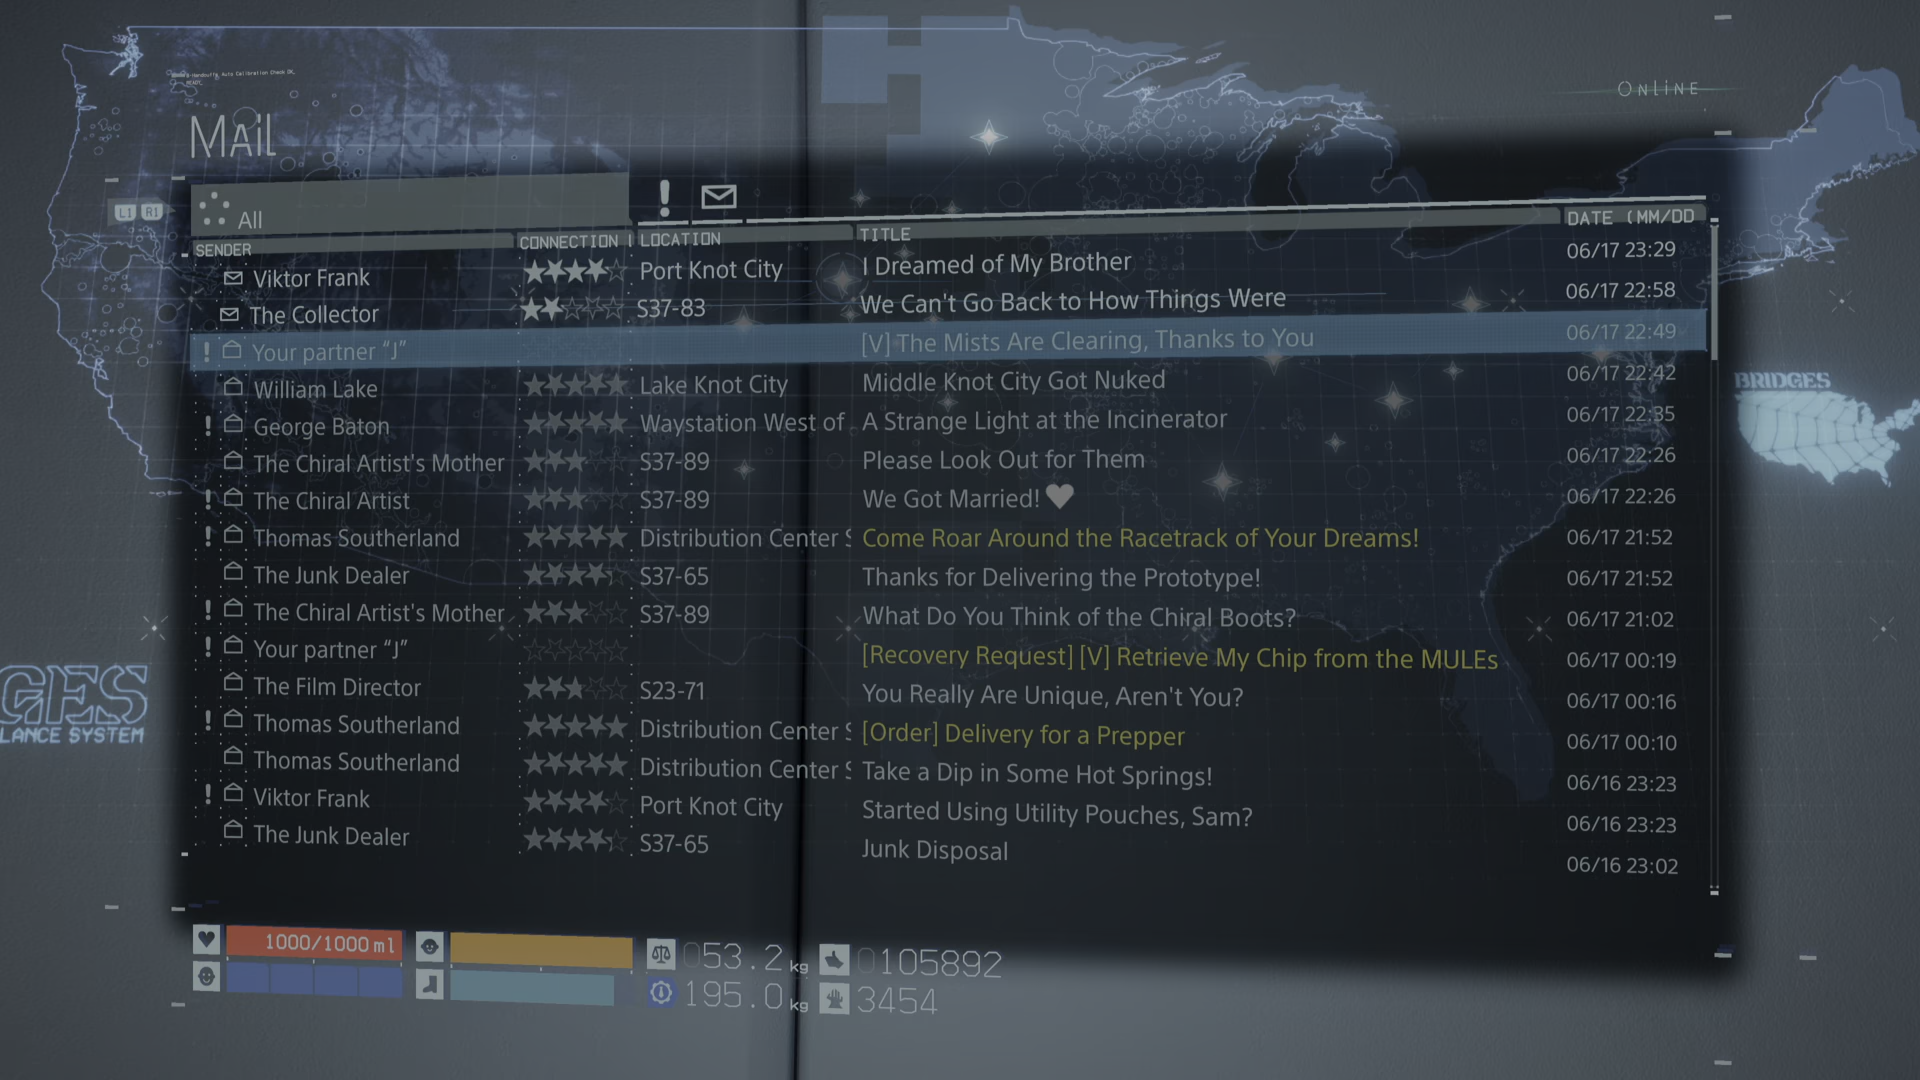 Q-Handcuffs Auto Calibration Check OK.
READY.
ONLINE
MAIL
L1 R1
All
SENDER CONNECTION LOCATION TITLE DATE (MM/DD
Viktor Frank Port Knot City I Dreamed of My Brother 06/17 23:29
The Collector S37-83 We Can't Go Back to How Things Were 06/17 22:58
! Your partner “J” [V] The Mists Are Clearing, Thanks to You 06/17 22:49
William Lake Lake Knot City Middle Knot City Got Nuked 06/17 22:42
! George Baton Waystation West of A Strange Light at the Incinerator 06/17 22:35
The Chiral Artist's Mother S37-89 Please Look Out for Them 06/17 22:26
! The Chiral Artist S37-89 We Got Married! ♥ 06/17 22:26
! Thomas Southerland Distribution Center S Come Roar Around the Racetrack of Your Dreams! 06/17 21:52
The Junk Dealer S37-65 Thanks for Delivering the Prototype! 06/17 21:52
! The Chiral Artist's Mother S37-89 What Do You Think of the Chiral Boots? 06/17 21:02
! Your partner “J” [Recovery Request] [V] Retrieve My Chip from the MULEs 06/17 00:19
The Film Director S23-71 You Really Are Unique, Aren't You? 06/17 00:16
! Thomas Southerland Distribution Center S [Order] Delivery for a Prepper 06/17 00:10
Thomas Southerland Distribution Center S Take a Dip in Some Hot Springs! 06/16 23:23
! Viktor Frank Port Knot City Started Using Utility Pouches, Sam? 06/16 23:23
The Junk Dealer S37-65 Junk Disposal 06/16 23:02
BRIDGES
GES
LANCE SYSTEM
1000/1000 ml 053.2 kg 0105892
195.0 kg 3454